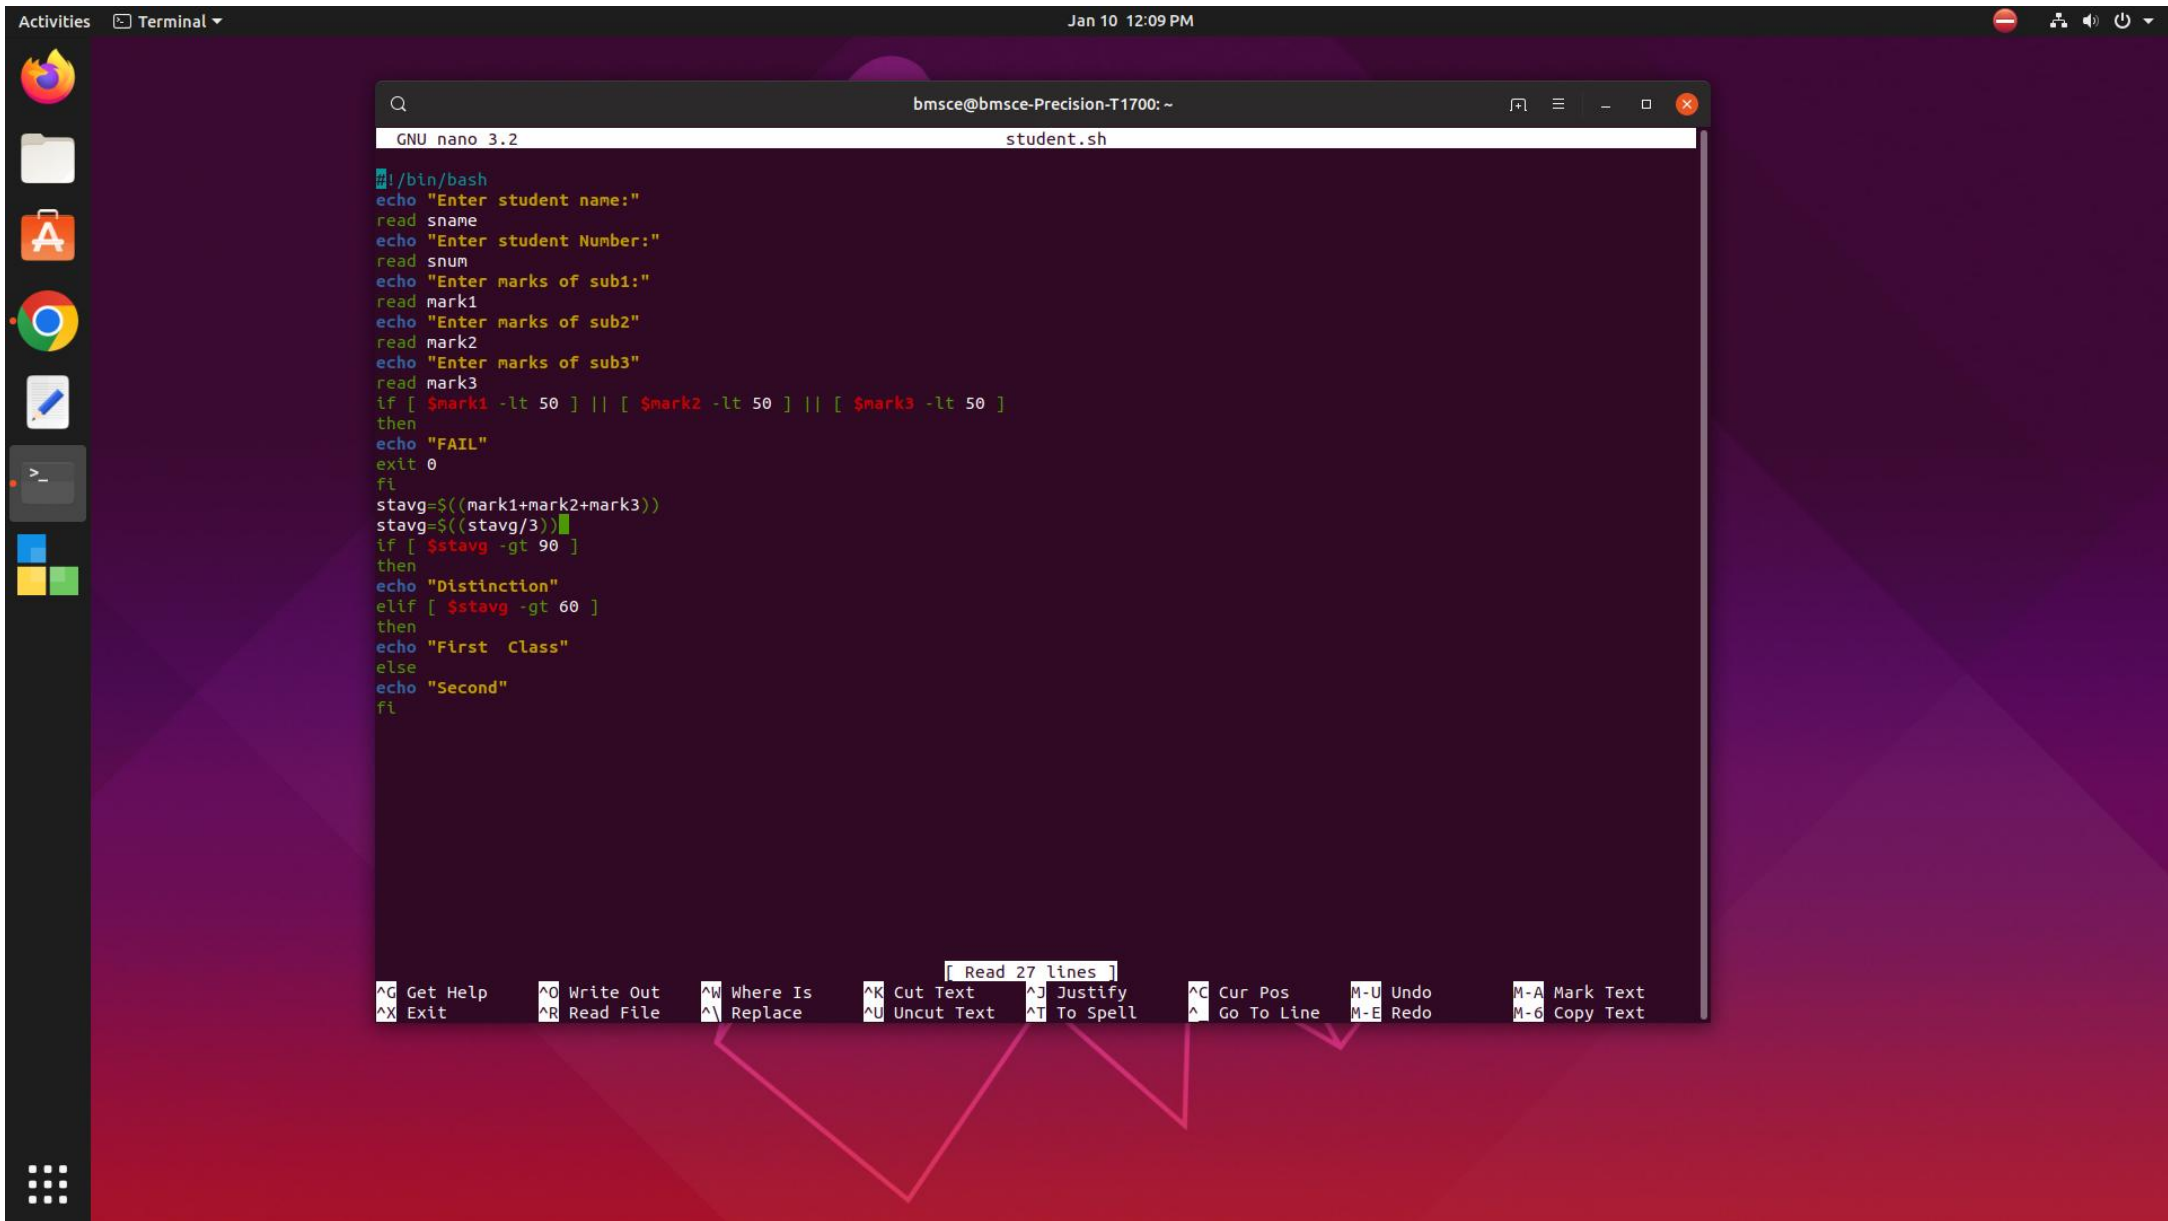 Activities Terminal Jan 10 12:09 PM
bmsce@bmsce-Precision-T1700: ~
GNU nano 3.2 student.sh
#!/bin/bash
echo "Enter student name:"
read sname
echo "Enter student Number:"
read snum
echo "Enter marks of sub1:"
read mark1
echo "Enter marks of sub2"
read mark2
echo "Enter marks of sub3"
read mark3
if [ $mark1 -lt 50 ] || [ $mark2 -lt 50 ] || [ $mark3 -lt 50 ]
then
echo "FAIL"
exit 0
fi
stavg=$((mark1+mark2+mark3))
stavg=$((stavg/3))
if [ $stavg -gt 90 ]
then
echo "Distinction"
elif [ $stavg -gt 60 ]
then
echo "First  Class"
else
echo "Second"
fi
[ Read 27 lines ]
^G Get Help ^O Write Out ^W Where Is ^K Cut Text ^J Justify ^C Cur Pos M-U Undo M-A Mark Text
^X Exit ^R Read File ^\ Replace ^U Uncut Text ^T To Spell ^_ Go To Line M-E Redo M-6 Copy Text